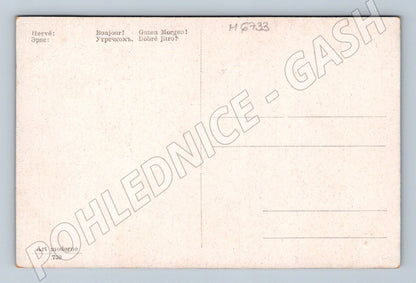 M 6733
Hervé: Bonjour! Guten Morgen!
Эрве: Утречкомъ. Dobré jitro!
POHLEDNICE - GASH
Art moderne